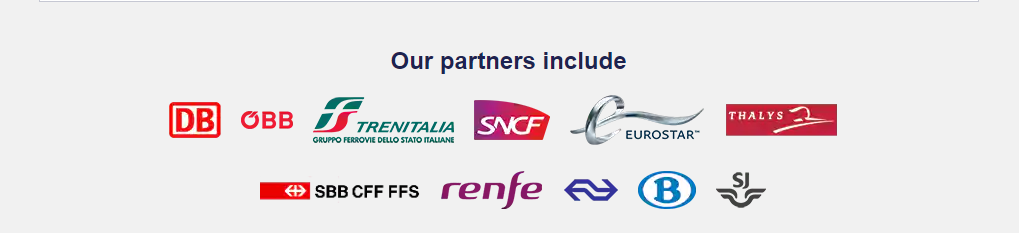 Our partners include
DB
ÖBB
TRENITALIA
GRUPPO FERROVIE DELLO STATO ITALIANE
SNCF
EUROSTAR™
THALYS
SBB CFF FFS
renfe
B
SJ